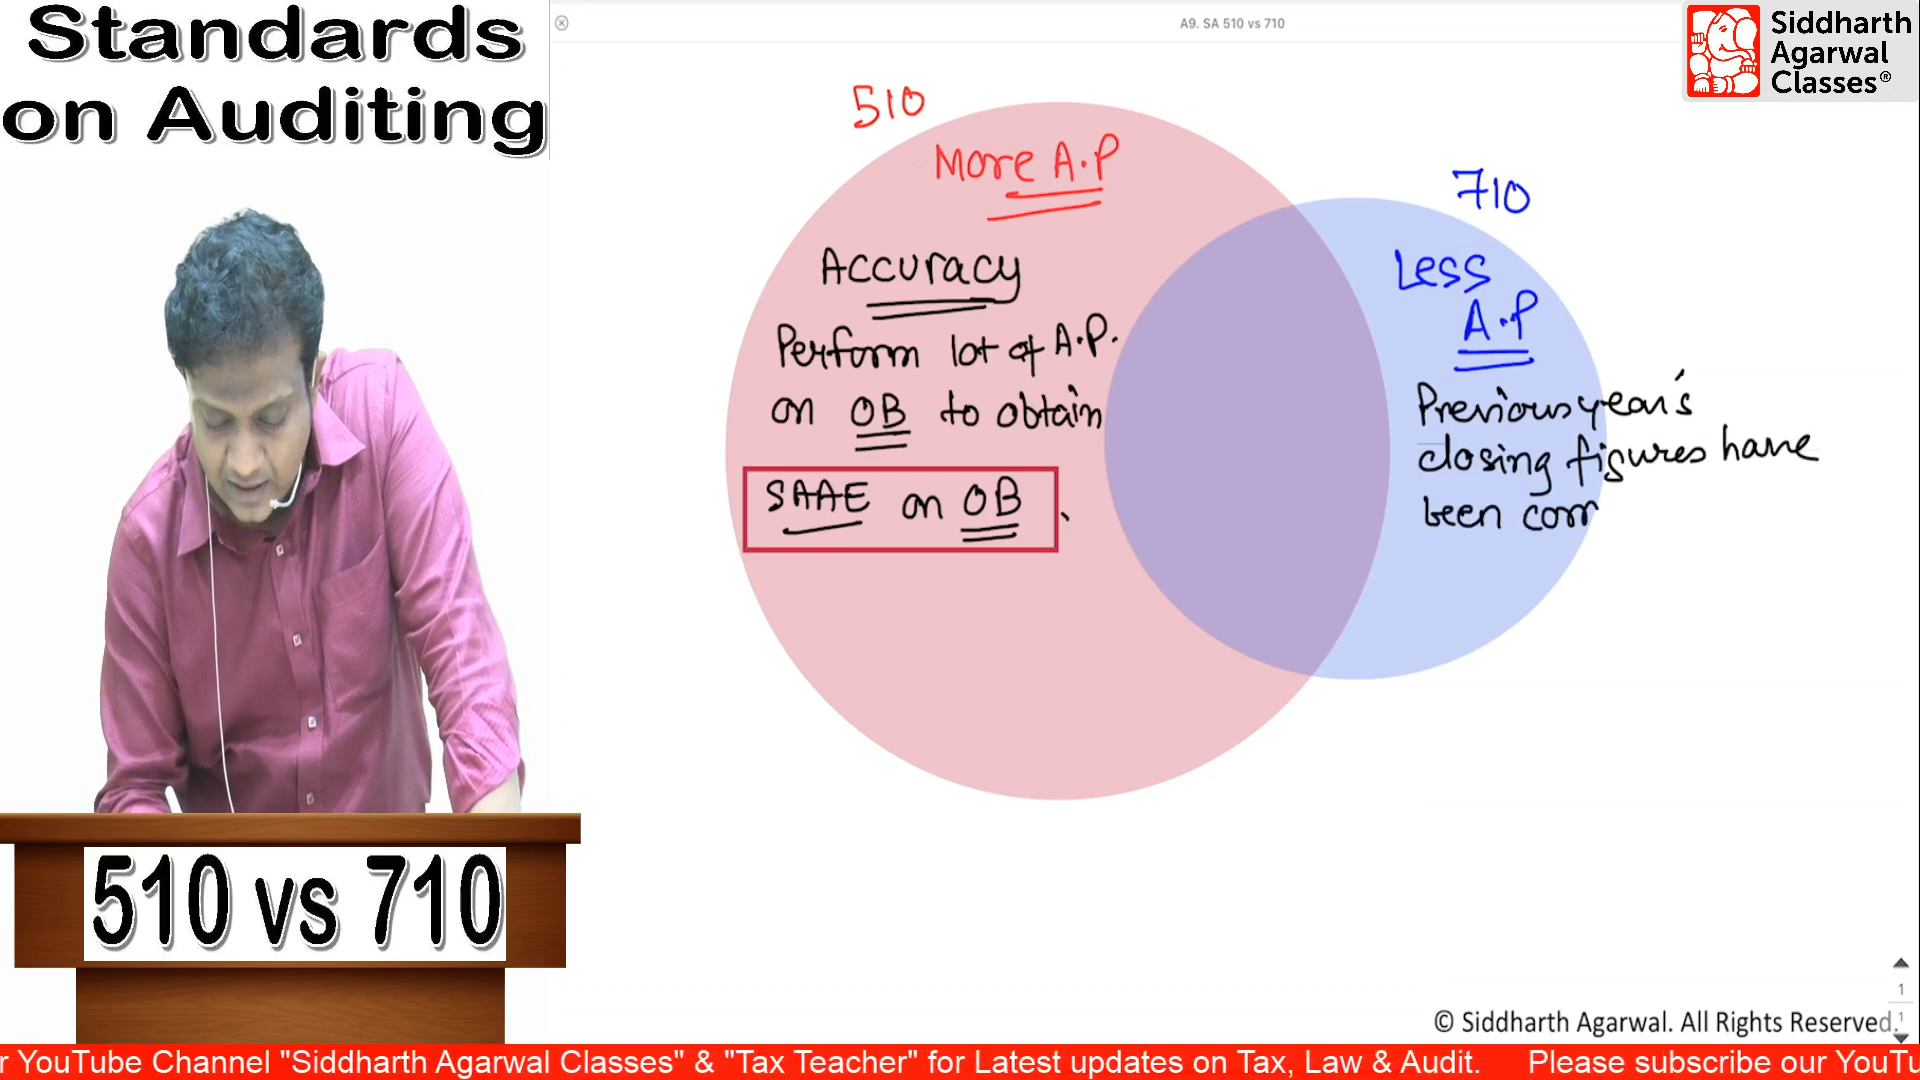 Standards
on Auditing
A9. SA 510 vs 710
Siddharth
Agarwal
Classes®
510
More A.P
Accuracy
Perform lot of A.P.
on OB to obtain
SAAE on OB.
710
Less
A.P
Previous year's
closing figures have
been corr
510 vs 710
1
1
© Siddharth Agarwal. All Rights Reserved.
r YouTube Channel "Siddharth Agarwal Classes" & "Tax Teacher" for Latest updates on Tax, Law & Audit. Please subscribe our YouTu